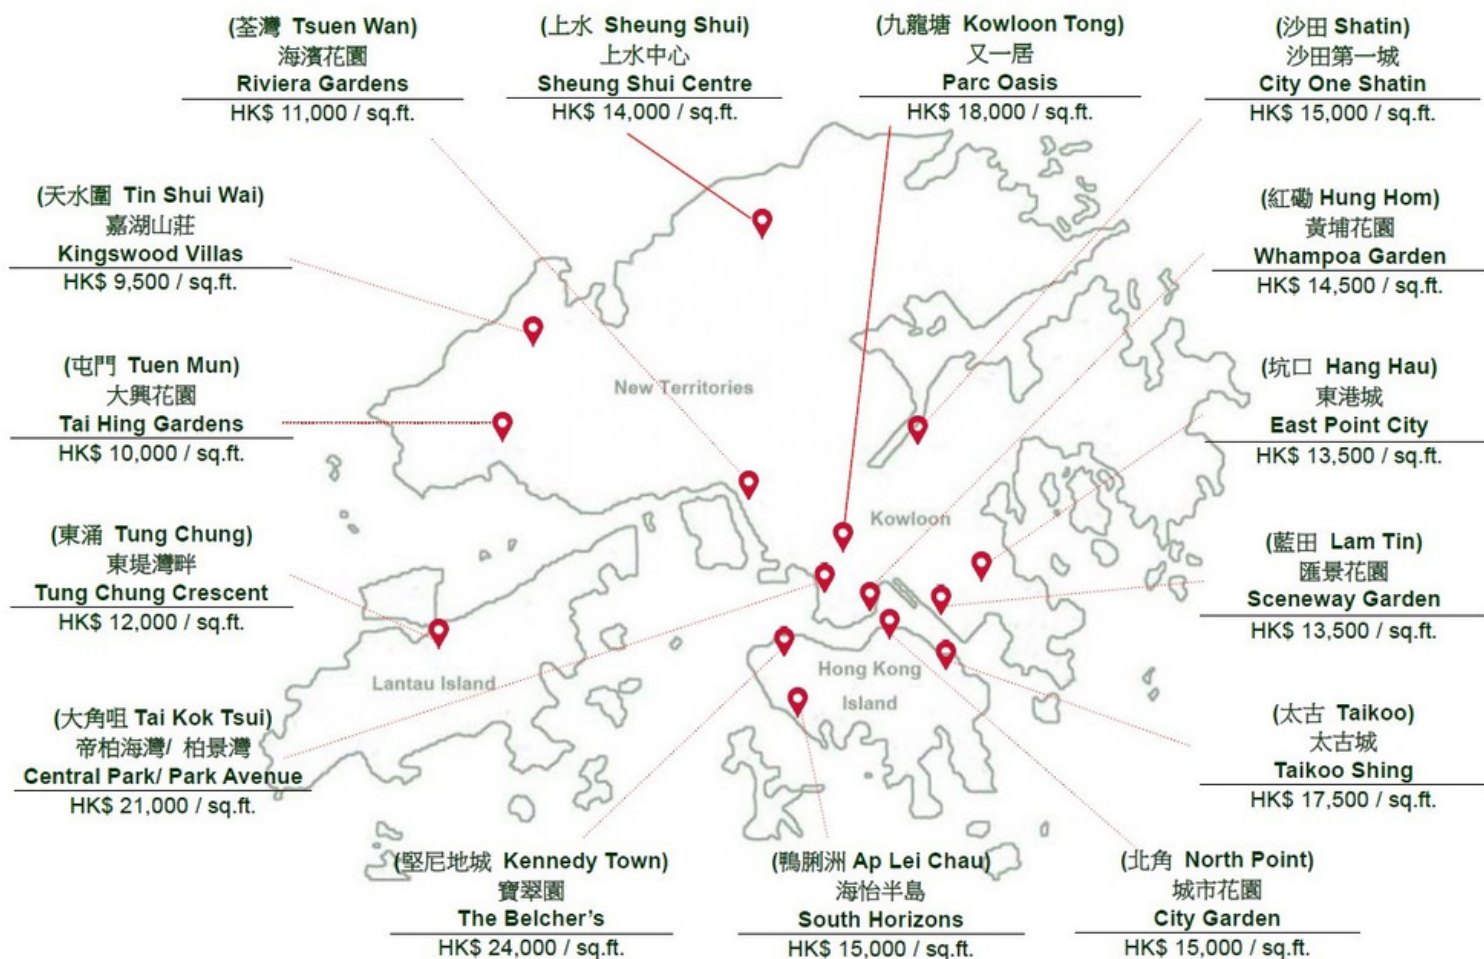 (荃灣 Tsuen Wan)
海濱花園
Riviera Gardens
HK$ 11,000 / sq.ft.
(上水 Sheung Shui)
上水中心
Sheung Shui Centre
HK$ 14,000 / sq.ft.
(九龍塘 Kowloon Tong)
又一居
Parc Oasis
HK$ 18,000 / sq.ft.
(沙田 Shatin)
沙田第一城
City One Shatin
HK$ 15,000 / sq.ft.
(天水圍 Tin Shui Wai)
嘉湖山莊
Kingswood Villas
HK$ 9,500 / sq.ft.
(紅磡 Hung Hom)
黃埔花園
Whampoa Garden
HK$ 14,500 / sq.ft.
(屯門 Tuen Mun)
大興花園
Tai Hing Gardens
HK$ 10,000 / sq.ft.
New Territories
(坑口 Hang Hau)
東港城
East Point City
HK$ 13,500 / sq.ft.
Kowloon
(東涌 Tung Chung)
東堤灣畔
Tung Chung Crescent
HK$ 12,000 / sq.ft.
(藍田 Lam Tin)
匯景花園
Sceneway Garden
HK$ 13,500 / sq.ft.
Lantau Island
Hong Kong
Island
(大角咀 Tai Kok Tsui)
帝柏海灣/ 柏景灣
Central Park/ Park Avenue
HK$ 21,000 / sq.ft.
(太古 Taikoo)
太古城
Taikoo Shing
HK$ 17,500 / sq.ft.
(堅尼地城 Kennedy Town)
寶翠園
The Belcher's
HK$ 24,000 / sq.ft.
(鴨脷洲 Ap Lei Chau)
海怡半島
South Horizons
HK$ 15,000 / sq.ft.
(北角 North Point)
城市花園
City Garden
HK$ 15,000 / sq.ft.